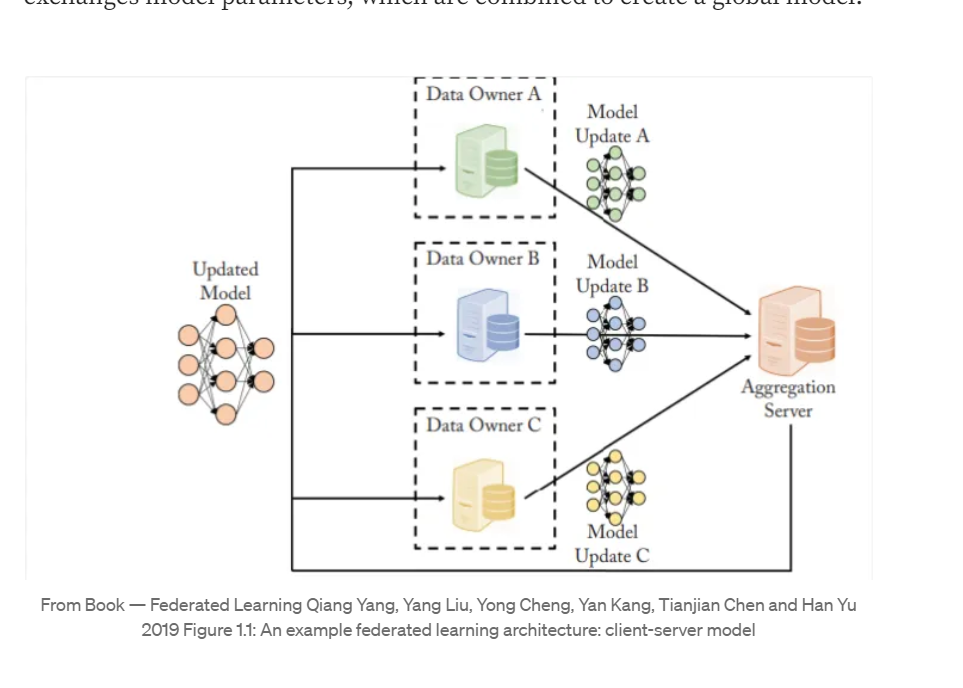 exchanges model parameters, which are combined to create a global model.
Data Owner A
Model
Update A
Data Owner B
Model
Update B
Updated
Model
Data Owner C
Aggregation
Server
Model
Update C
From Book — Federated Learning Qiang Yang, Yang Liu, Yong Cheng, Yan Kang, Tianjian Chen and Han Yu
2019 Figure 1.1: An example federated learning architecture: client-server model